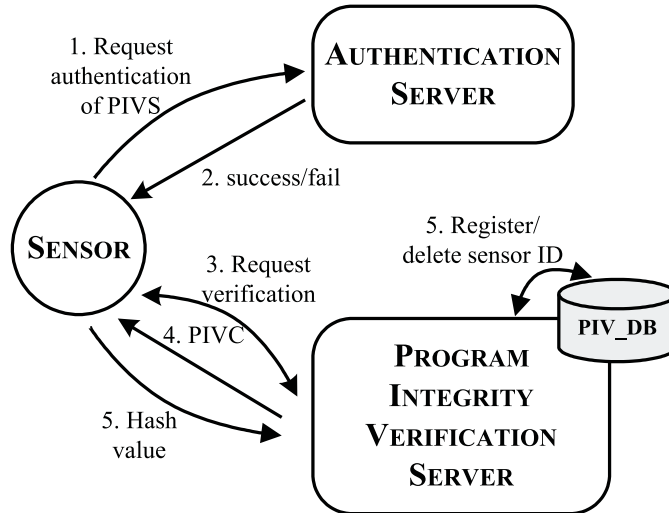 1. Request
authentication
of PIVS
AUTHENTICATION
SERVER
2. success/fail
SENSOR
5. Register/
delete sensor ID
3. Request
verification
PIV_DB
4. PIVC
PROGRAM
INTEGRITY
VERIFICATION
SERVER
5. Hash
value